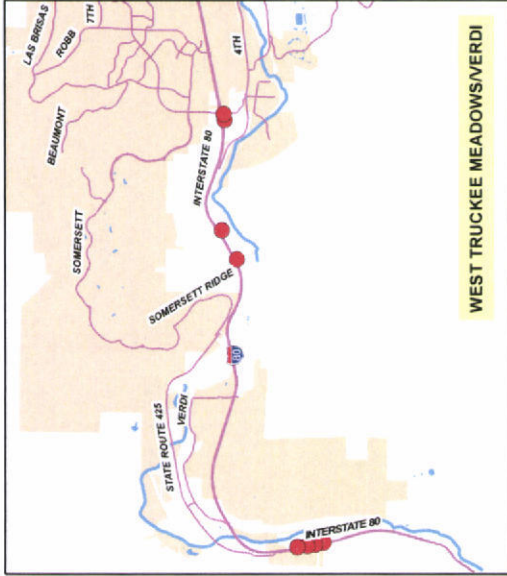 LAS BRISAS
ROBB
7TH
BEAUMONT
4TH
SOMERSETT
INTERSTATE 80
SOMERSETT RIDGE
80
STATE ROUTE 425
VERDI
INTERSTATE 80
WEST TRUCKEE MEADOWS/VERDI